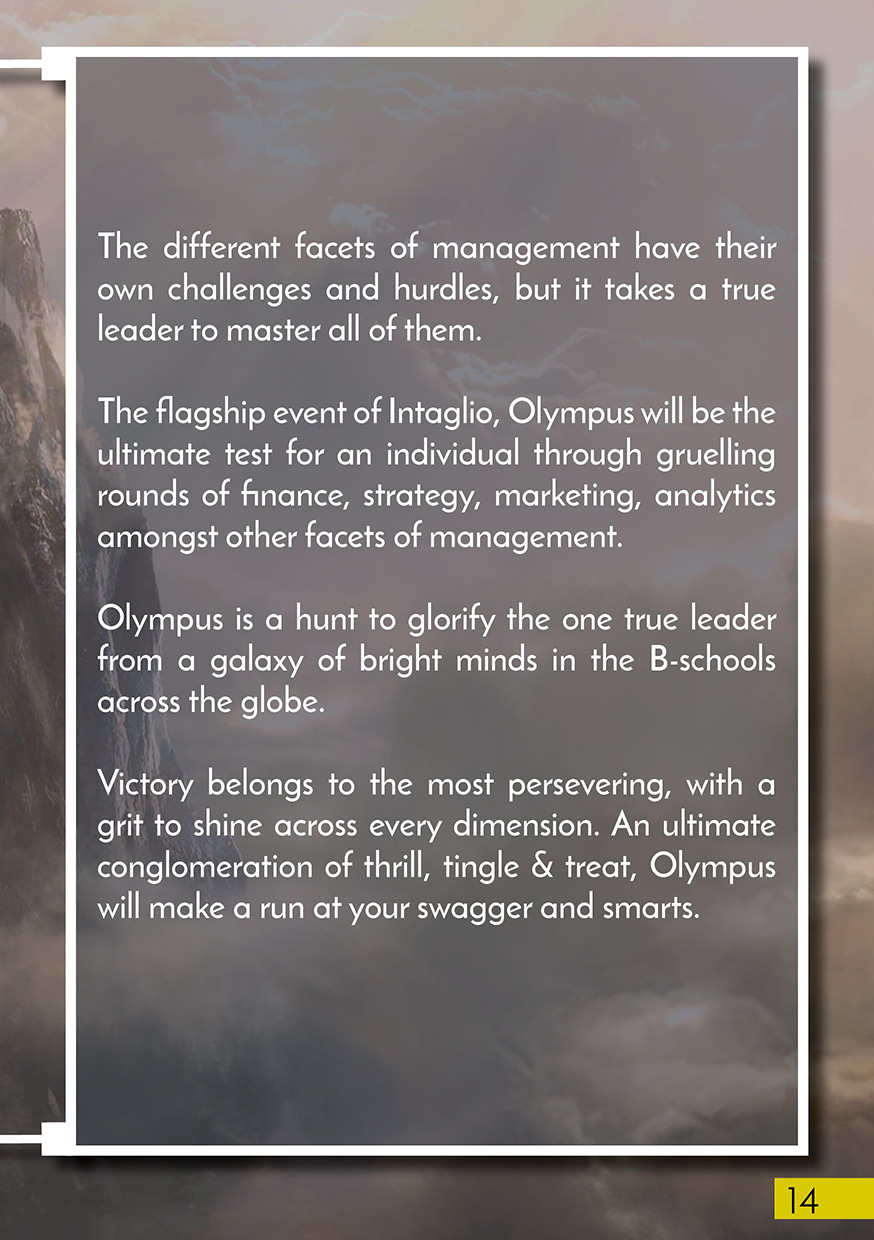 The different facets of management have their
own challenges and hurdles, but it takes a true
leader to master all of them.
The flagship event of Intaglio, Olympus will be the
ultimate test for an individual through gruelling
rounds of finance, strategy, marketing, analytics
amongst other facets of management.
Olympus is a hunt to glorify the one true leader
from a galaxy of bright minds in the B-schools
across the globe.
Victory belongs to the most persevering, with a
grit to shine across every dimension. An ultimate
conglomeration of thrill, tingle & treat, Olympus
will make a run at your swagger and smarts.
14